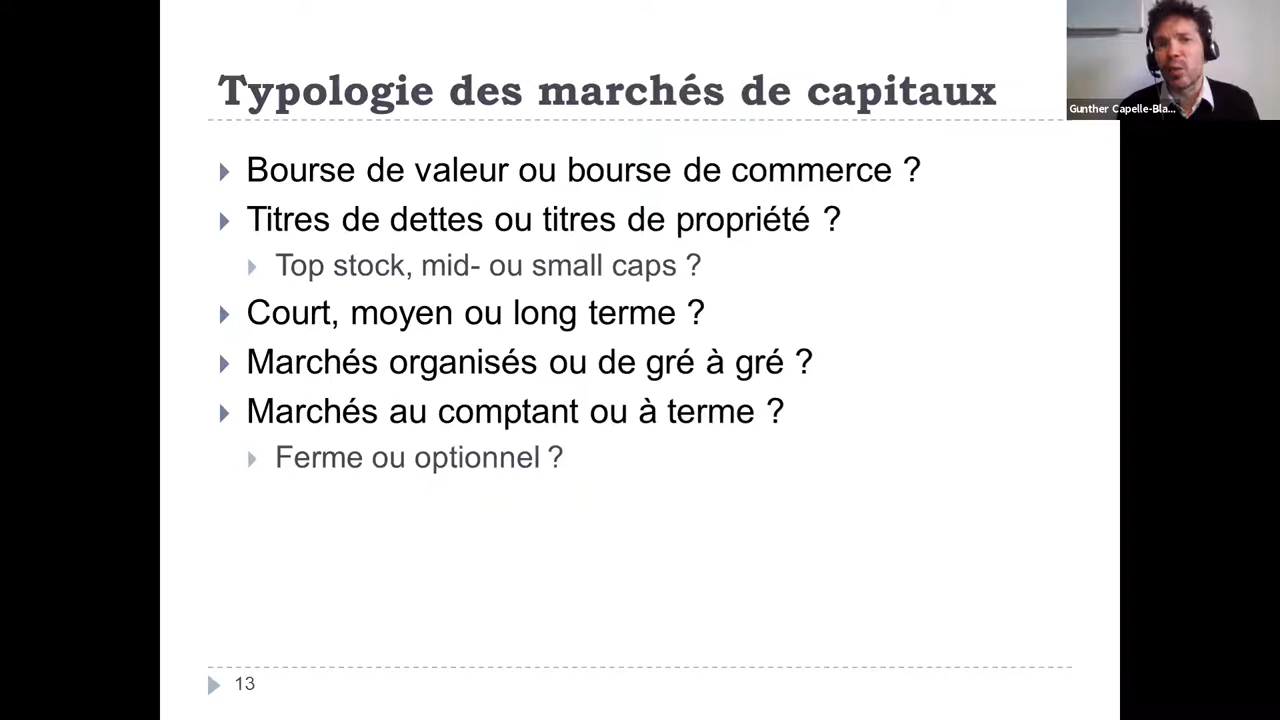 Typologie des marchés de capitaux
Gunther Capelle-Bla...
Bourse de valeur ou bourse de commerce ?
Titres de dettes ou titres de propriété ?
Top stock, mid- ou small caps ?
Court, moyen ou long terme ?
Marchés organisés ou de gré à gré ?
Marchés au comptant ou à terme ?
Ferme ou optionnel ?
13